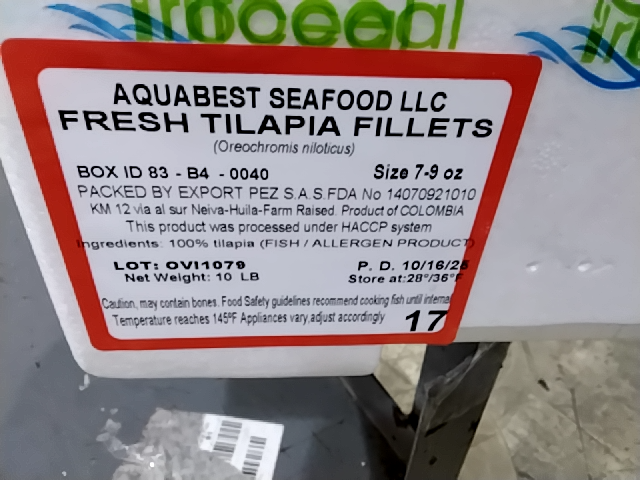 AQUABEST SEAFOOD LLC
FRESH TILAPIA FILLETS
(Oreochromis niloticus)
BOX ID 83 - B4 - 0040 Size 7-9 oz
PACKED BY EXPORT PEZ S.A.S.FDA No 14070921010
KM 12 via al sur Neiva-Huila-Farm Raised. Product of COLOMBIA
This product was processed under HACCP system
Ingredients: 100% tilapia (FISH / ALLERGEN PRODUCT)
LOT: OVI1079 P. D. 10/16/25
Net Weight: 10 LB Store at:28°/36°F
Caution, may contain bones. Food Safety guidelines recommend cooking fish until interna
Temperature reaches 145°F Appliances vary,adjust accordingly 17